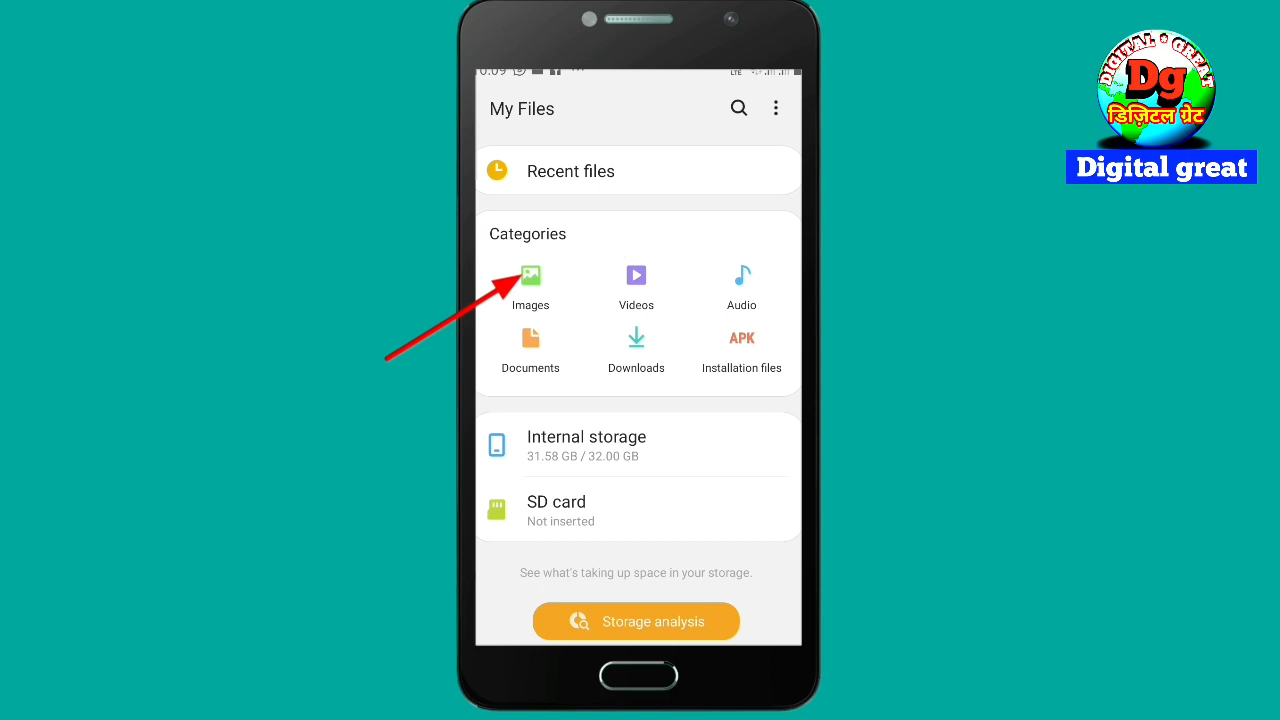 My Files
Recent files
Categories
Images
Videos
Audio
Documents
Downloads
APK
Installation files
Internal storage
31.58 GB / 32.00 GB
SD card
Not inserted
See what's taking up space in your storage.
Storage analysis
DIGITAL * GREAT
Dg
डिज़िटल ग्रेट
Digital great